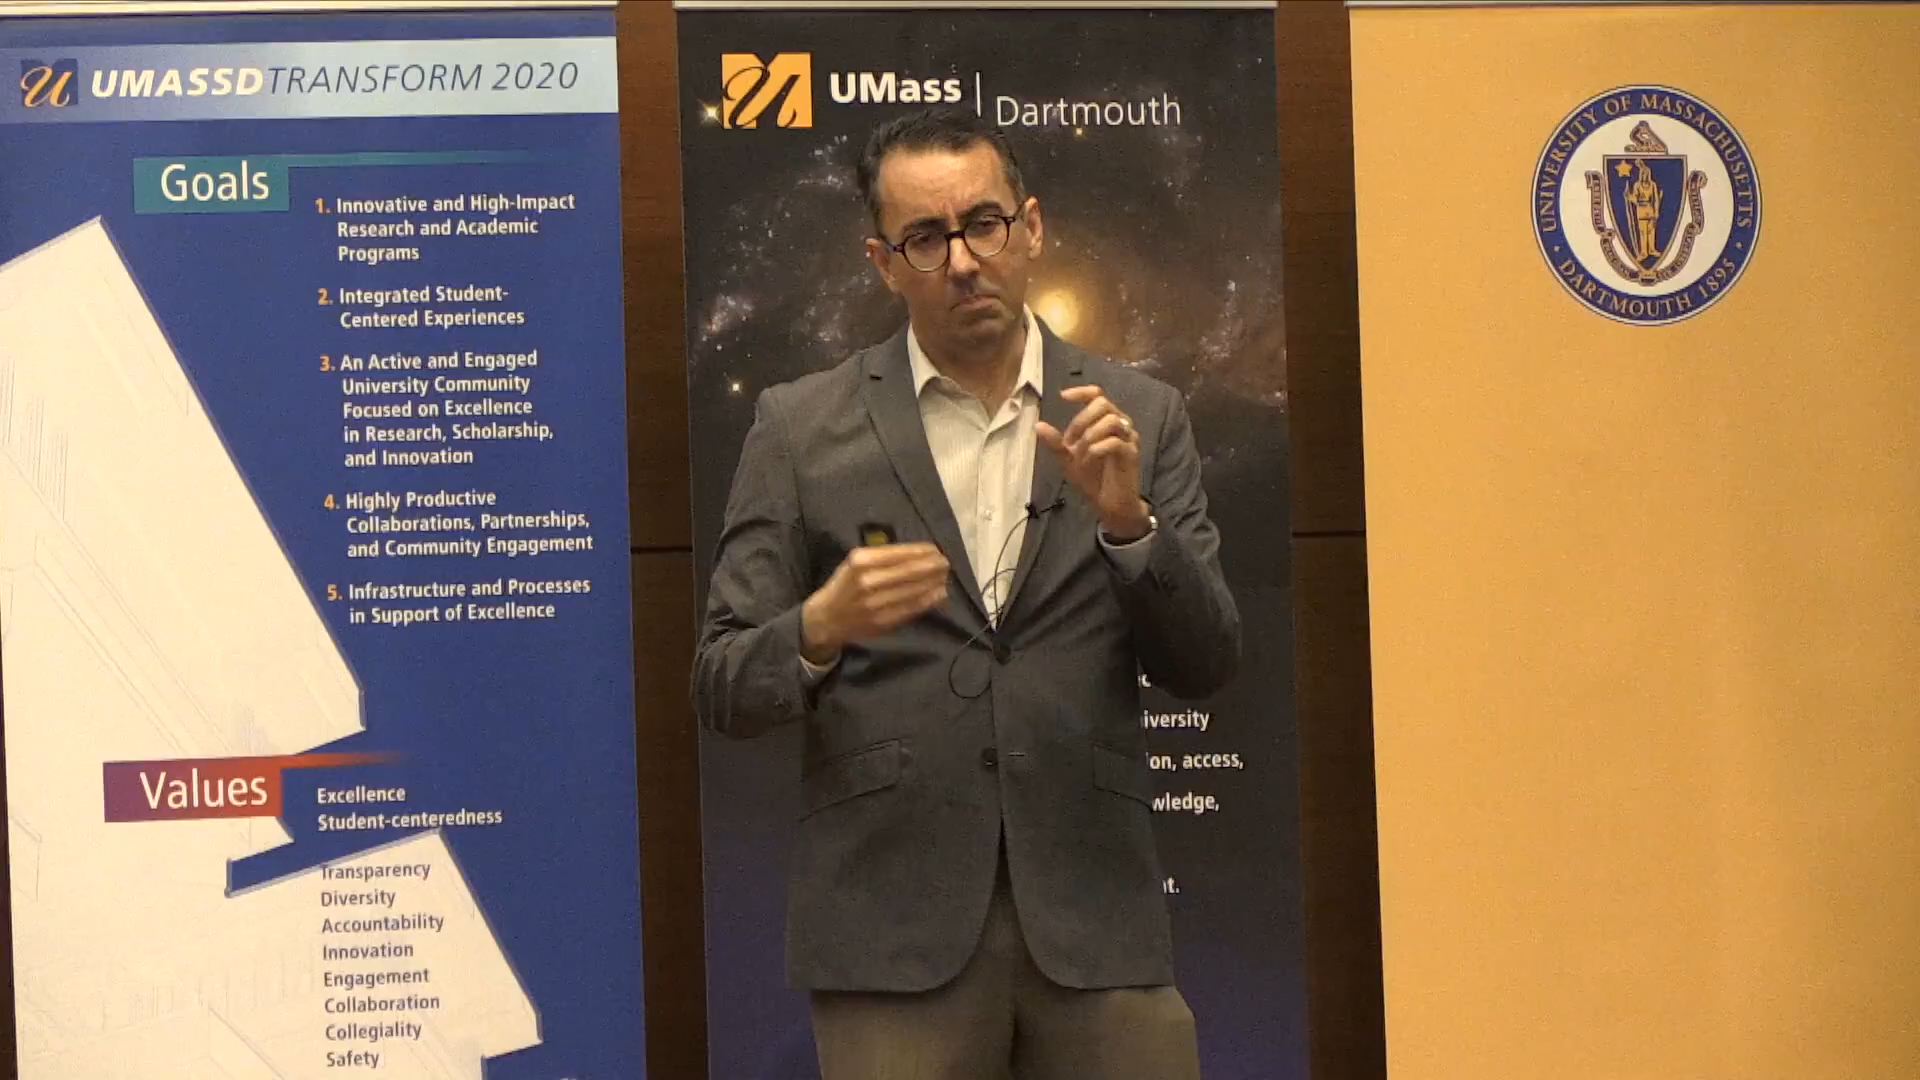 UMASSD TRANSFORM 2020
Goals
1. Innovative and High-Impact
Research and Academic
Programs
2. Integrated Student-
Centered Experiences
3. An Active and Engaged
University Community
Focused on Excellence
in Research, Scholarship,
and Innovation
4. Highly Productive
Collaborations, Partnerships,
and Community Engagement
5. Infrastructure and Processes
in Support of Excellence
Values
Excellence
Student-centeredness
Transparency
Diversity
Accountability
Innovation
Engagement
Collaboration
Collegiality
Safety
UMass | Dartmouth
iversity
on, access,
wledge,
UNIVERSITY OF MASSACHUSETTS
DARTMOUTH 1895